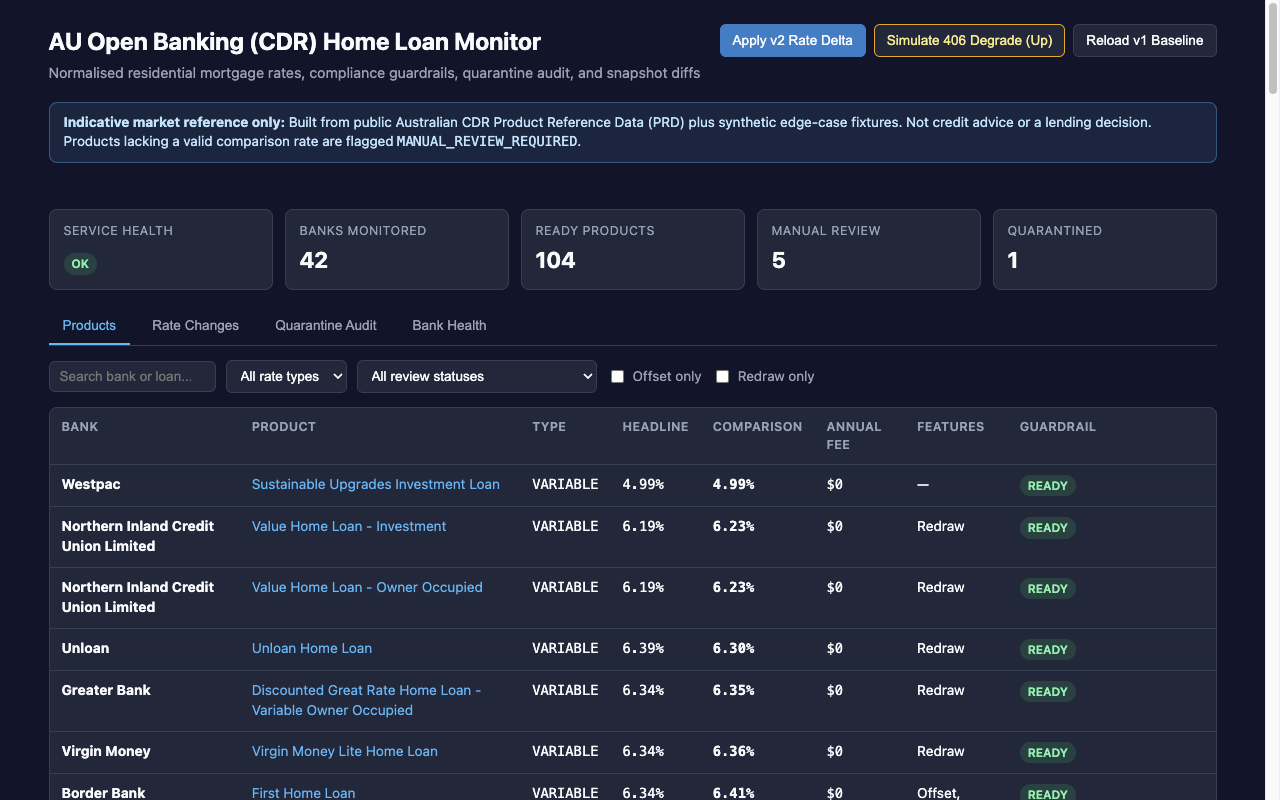 AU Open Banking (CDR) Home Loan Monitor
Apply v2 Rate Delta
Simulate 406 Degrade (Up)
Reload v1 Baseline
Normalised residential mortgage rates, compliance guardrails, quarantine audit, and snapshot diffs
Indicative market reference only: Built from public Australian CDR Product Reference Data (PRD) plus synthetic edge-case fixtures. Not credit advice or a lending decision.
Products lacking a valid comparison rate are flagged MANUAL_REVIEW_REQUIRED.
SERVICE HEALTH
OK
BANKS MONITORED
42
READY PRODUCTS
104
MANUAL REVIEW
5
QUARANTINED
1
Products Rate Changes Quarantine Audit Bank Health
Search bank or loan... All rate types All review statuses Offset only Redraw only
BANK PRODUCT TYPE HEADLINE COMPARISON ANNUAL FEE FEATURES GUARDRAIL
Westpac Sustainable Upgrades Investment Loan VARIABLE 4.99% 4.99% $0 — READY
Northern Inland Credit Union Limited Value Home Loan - Investment VARIABLE 6.19% 6.23% $0 Redraw READY
Northern Inland Credit Union Limited Value Home Loan - Owner Occupied VARIABLE 6.19% 6.23% $0 Redraw READY
Unloan Unloan Home Loan VARIABLE 6.39% 6.30% $0 Redraw READY
Greater Bank Discounted Great Rate Home Loan - Variable Owner Occupied VARIABLE 6.34% 6.35% $0 Redraw READY
Virgin Money Virgin Money Lite Home Loan VARIABLE 6.34% 6.36% $0 Redraw READY
Border Bank First Home Loan VARIABLE 6.34% 6.41% $0 Offset, READY